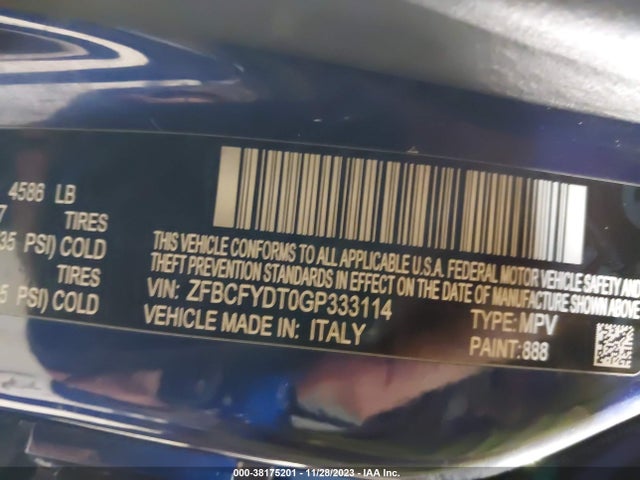 4586 LB
7 TIRES
35 PSI) COLD
TIRES
5 PSI) COLD
THIS VEHICLE CONFORMS TO ALL APPLICABLE U.S.A. FEDERAL MOTOR VEHICLE SAFETY AND
THEFT PREVENTION STANDARDS IN EFFECT ON THE DATE OF MANUFACTURE SHOWN ABOVE
VIN: ZFBCFYDT0GP333114
TYPE: MPV
VEHICLE MADE IN: ITALY
PAINT: 888
000-38175201 - 11/28/2023 - IAA Inc.